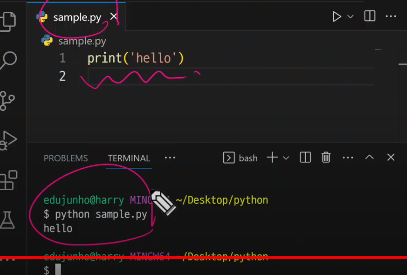 sample.py
sample.py
1 print('hello')
2
PROBLEMS TERMINAL ... bash
edujunho@harry MING ~/Desktop/python
$ python sample.py
hello
edujunho@harry MINGW64 ~/Desktop/python
$